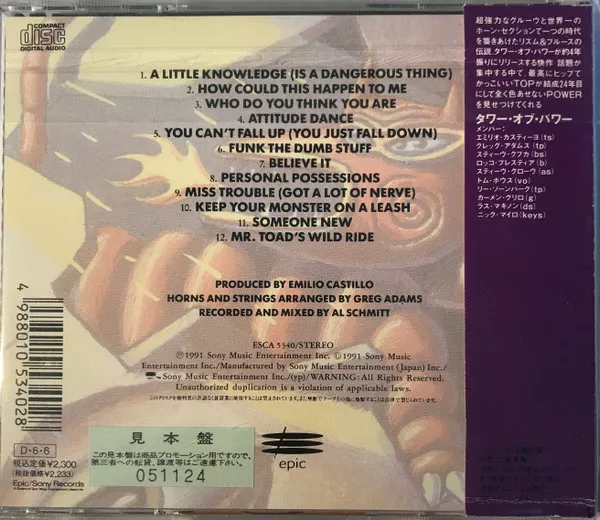 COMPACT
disc
DIGITAL AUDIO
1. A LITTLE KNOWLEDGE (IS A DANGEROUS THING)
2. HOW COULD THIS HAPPEN TO ME
3. WHO DO YOU THINK YOU ARE
4. ATTITUDE DANCE
5. YOU CAN'T FALL UP (YOU JUST FALL DOWN)
6. FUNK THE DUMB STUFF
7. BELIEVE IT
8. PERSONAL POSSESSIONS
9. MISS TROUBLE (GOT A LOT OF NERVE)
10. KEEP YOUR MONSTER ON A LEASH
11. SOMEONE NEW
12. MR. TOAD'S WILD RIDE
PRODUCED BY EMILIO CASTILLO
HORNS AND STRINGS ARRANGED BY GREG ADAMS
RECORDED AND MIXED BY AL SCHMITT
ESCA 5340/STEREO
Ⓟ1991 Sony Music Entertainment Inc. ©1991 Sony Music
Entertainment Inc./Manufactured by Sony Music Entertainment (Japan) Inc./
Sony Music Entertainment Inc./(yp)/WARNING: All Rights Reserved.
Unauthorized duplication is a violation of applicable laws.
4 988010 534028
D・6・6
税込定価¥2,300
(税抜価格¥2,233)
Epic/Sony Records
見本盤
この見本盤は商品プロモーション用ですので、
第三者への転貸、譲渡等はご遠慮下さい。
051124
epic
超強力なグルーヴと世界一の
ホーン・セクションで一つの時代
を築きあげたリズム&ブルースの
伝説、タワー・オブ・パワーが約4年
振りにリリースする快作 話題が
集中する中で、最高にヒップで
かっこいいTOPが結成24年目
にして全く色あせないPOWER
を見せつけてくれる
タワー・オブ・パワー
メンバー:
エミリオ・カスティーヨ(ts)
グレッグ・アダムス(tp)
スティーヴ・クプカ(bs)
ロッコ・プレスティア(b)
スティーヴ・グローヴ(as)
トム・ボウス(vo)
リー・ソーンバーグ(tp)
カーメン・グリロ(g)
ラス・マキノン(ds)
ニック・マイロ(keys)